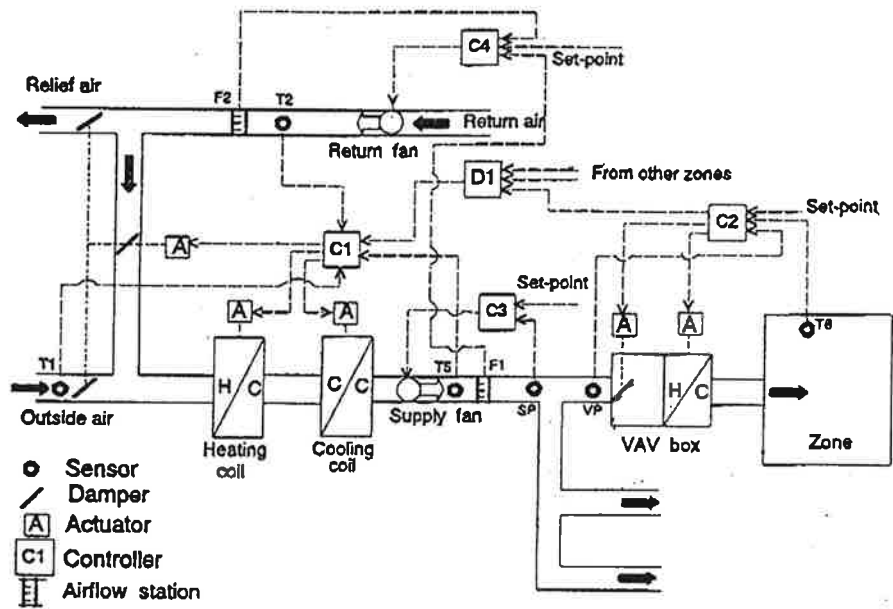 C4
Set-point
Relief air
F2
T2
Return air
Return fan
D1
From other zones
C2
Set-point
A
C1
Set-point
C3
A
A
A
A
T6
T1
H
C
C
C
T5
F1
H
C
Outside air
Supply fan
SP
VP
Heating coil
Cooling coil
VAV box
Zone
Sensor
Damper
A
Actuator
C1
Controller
Airflow station